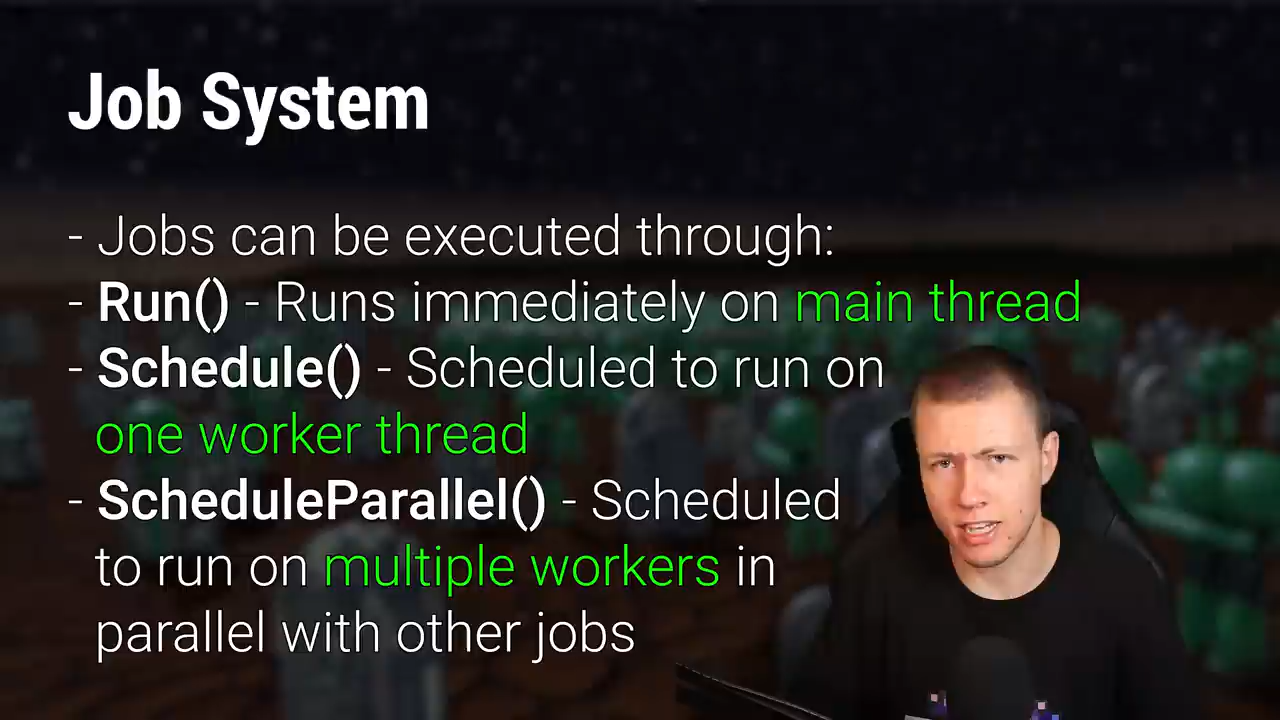 Job System
- Jobs can be executed through:
- Run() - Runs immediately on main thread
- Schedule() - Scheduled to run on
one worker thread
- ScheduleParallel() - Scheduled
to run on multiple workers in
parallel with other jobs